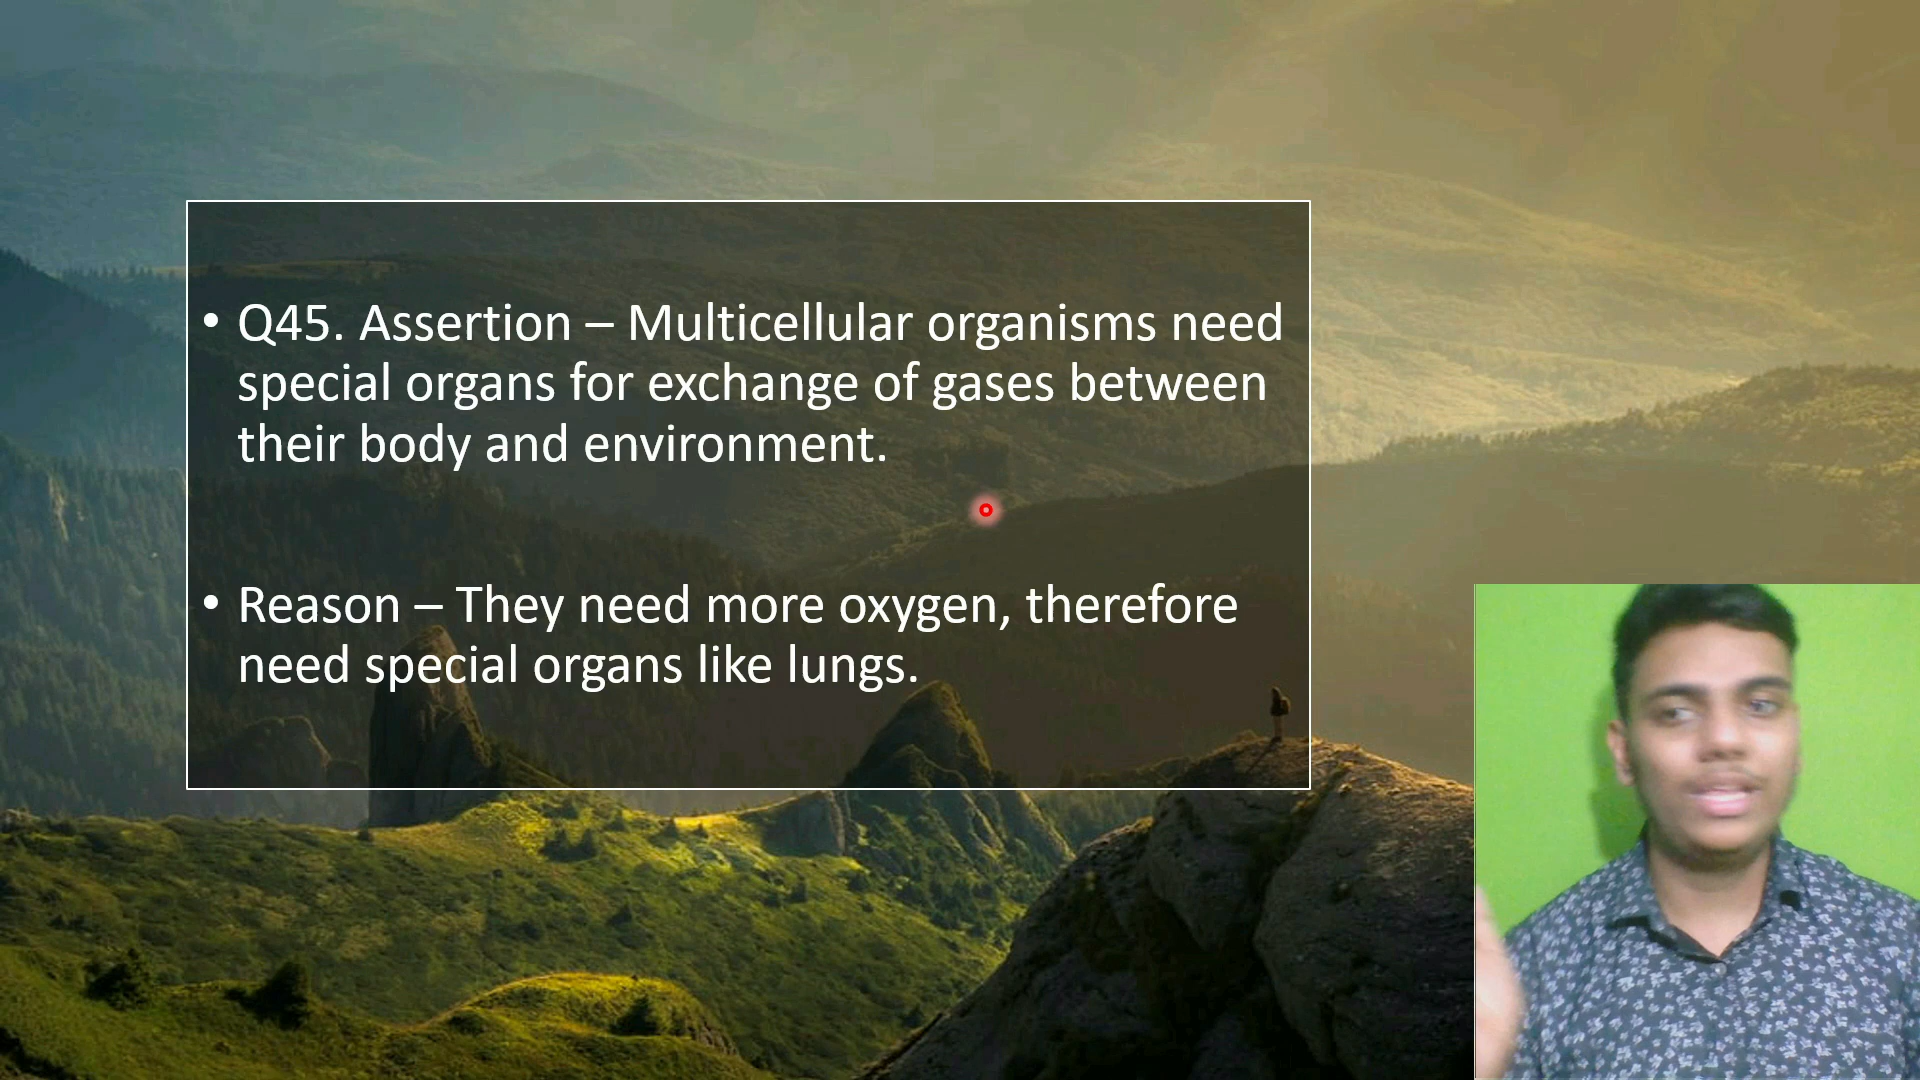 • Q45. Assertion – Multicellular organisms need
special organs for exchange of gases between
their body and environment.
• Reason – They need more oxygen, therefore
need special organs like lungs.